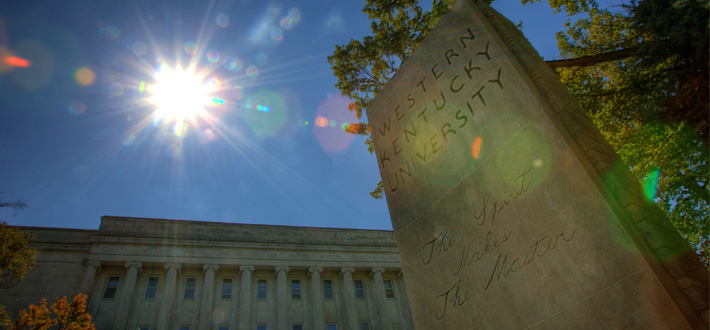 WESTERN
KENTUCKY
UNIVERSITY
The Spirit
Makes
The Master